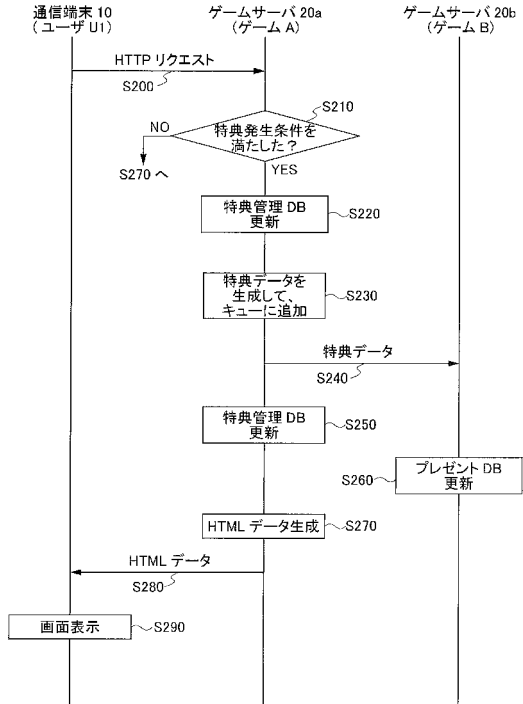 通信端末 10
(ユーザ U1)
ゲームサーバ 20a
(ゲーム A)
ゲームサーバ 20b
(ゲーム B)
HTTP リクエスト
S200
S210
特典発生条件を
満たした？
NO
YES
S270 へ
特典管理 DB
更新
S220
特典データを
生成して、
キューに追加
S230
特典データ
S240
特典管理 DB
更新
S250
プレゼント DB
更新
S260
HTML データ生成
S270
HTML データ
S280
画面表示
S290